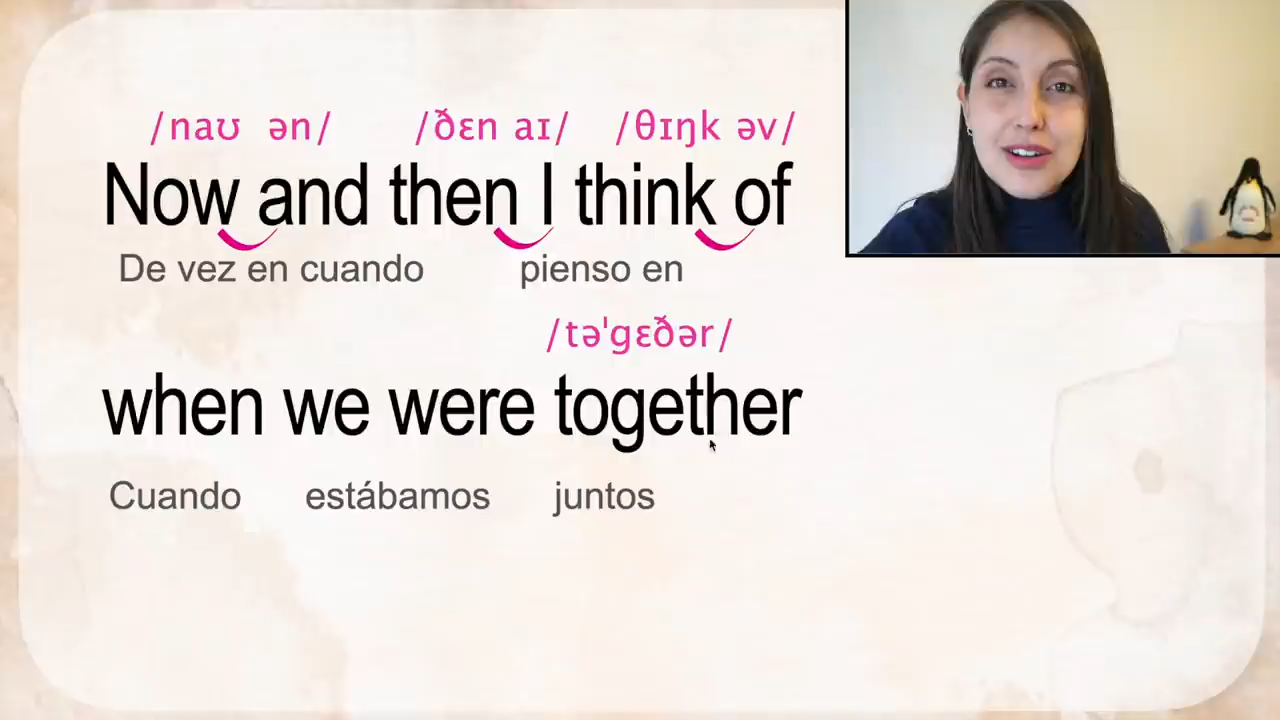 /naʊ ən/ /ðɛn aɪ/ /θɪŋk əv/
Now and then I think of
De vez en cuando pienso en
/təˈgɛðər/
when we were together
Cuando estábamos juntos